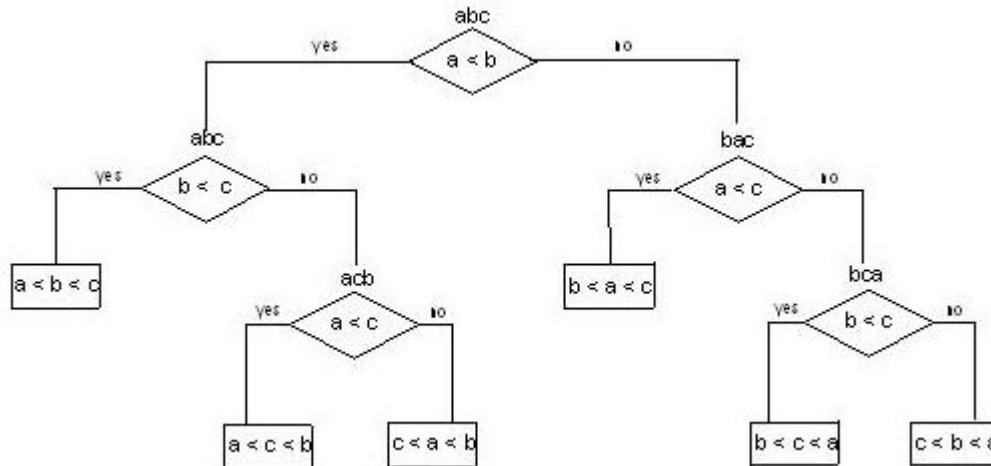 abc
yes
a < b
no
abc
bac
yes
b < c
no
yes
a < c
no
a < b < c
acb
b < a < c
bca
yes
a < c
no
yes
b < c
no
a < c < b
c < a < b
b < c < a
c < b < a